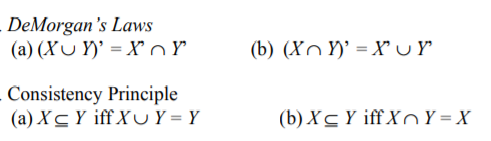 . DeMorgan's Laws
(a) (X ∪ Y)’ = X’ ∩ Y’ (b) (X ∩ Y)’ = X’ ∪ Y’
. Consistency Principle
(a) X ⊆ Y iff X ∪ Y = Y (b) X ⊆ Y iff X ∩ Y = X